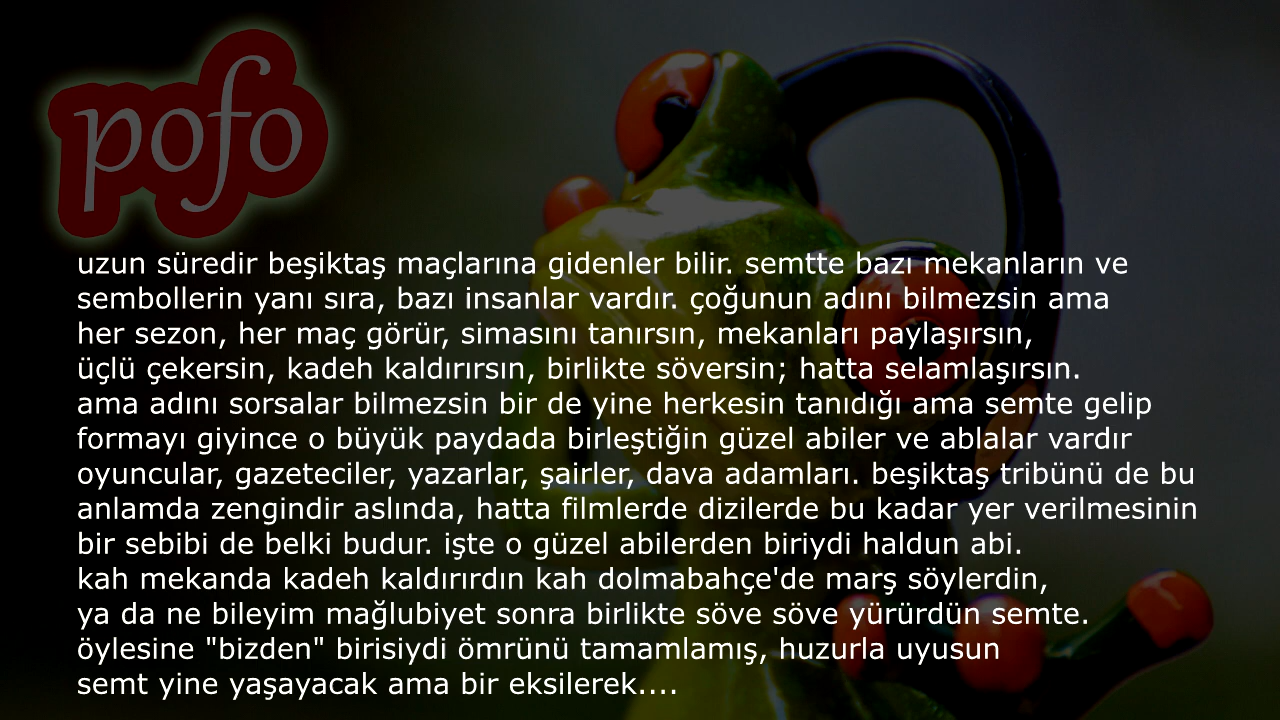 pofo
uzun süredir beşiktaş maçlarına gidenler bilir. semtte bazı mekanların ve
sembollerin yanı sıra, bazı insanlar vardır. çoğunun adını bilmezsin ama
her sezon, her maç görür, simasını tanırsın, mekanları paylaşırsın,
üçlü çekersin, kadeh kaldırırsın, birlikte söversin; hatta selamlaşırsın.
ama adını sorsalar bilmezsin bir de yine herkesin tanıdığı ama semte gelip
formayı giyince o büyük paydada birleştiğin güzel abiler ve ablalar vardır
oyuncular, gazeteciler, yazarlar, şairler, dava adamları. beşiktaş tribünü de bu
anlamda zengindir aslında, hatta filmlerde dizilerde bu kadar yer verilmesinin
bir sebibi de belki budur. işte o güzel abilerden biriydi haldun abi.
kah mekanda kadeh kaldırırdın kah dolmabahçe'de marş söylerdin,
ya da ne bileyim mağlubiyet sonra birlikte söve söve yürürdün semte.
öylesine "bizden" birisiydi ömrünü tamamlamış, huzurla uyusun
semt yine yaşayacak ama bir eksilerek....